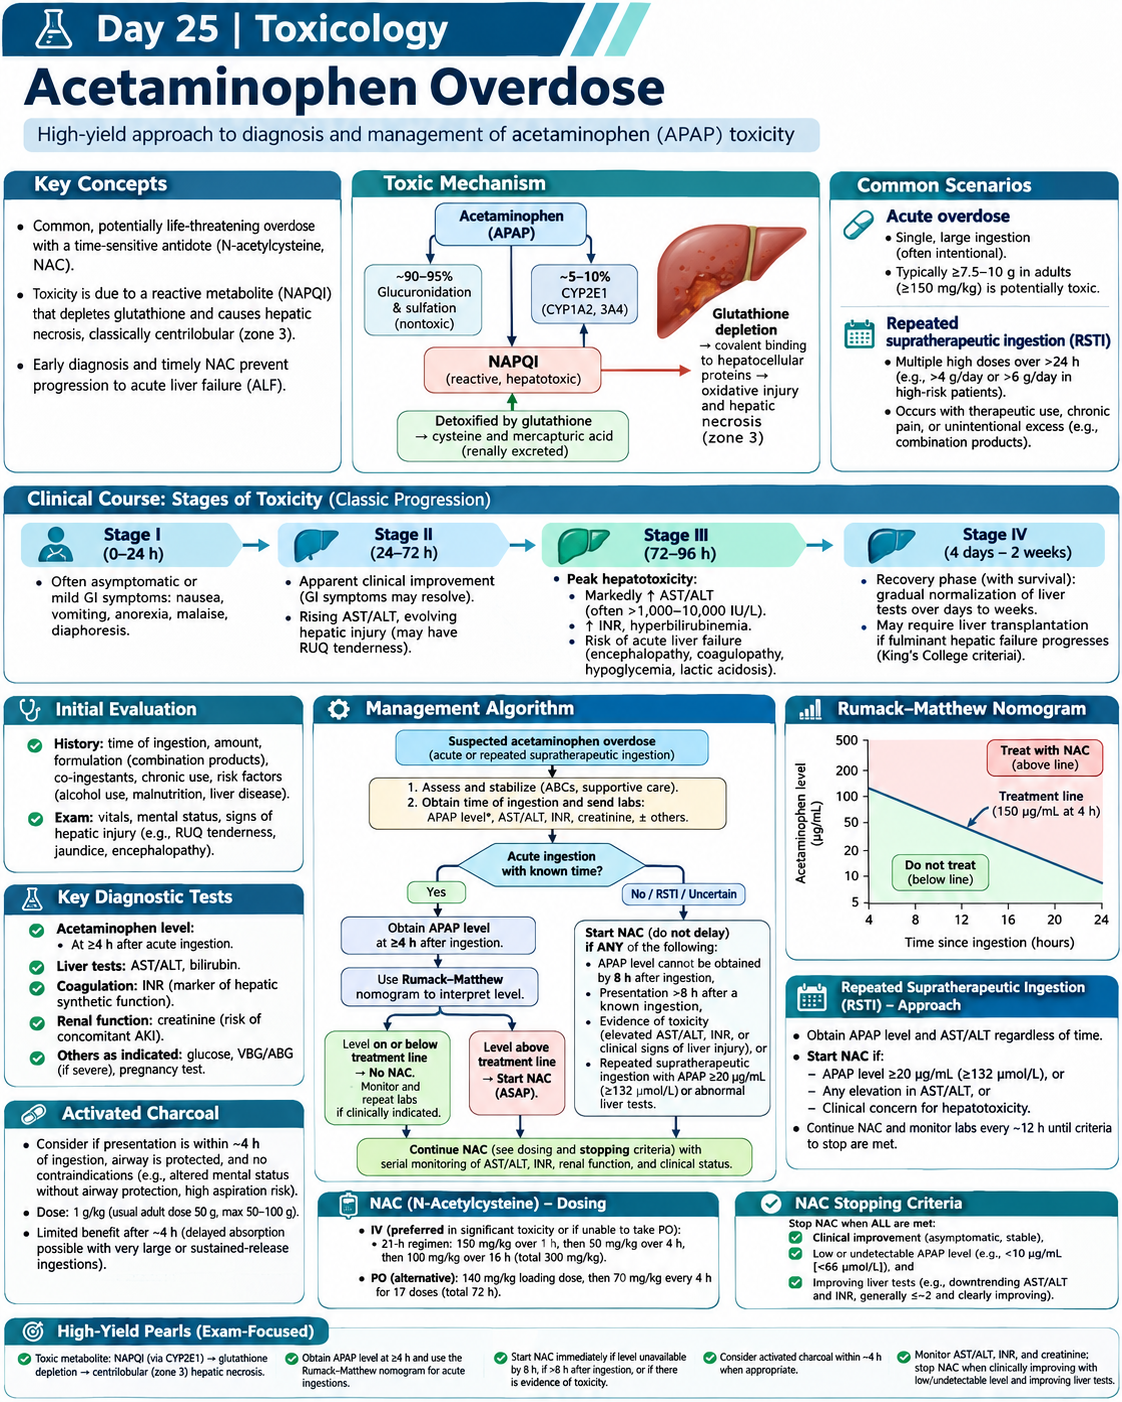 Day 25 | Toxicology
Acetaminophen Overdose
High-yield approach to diagnosis and management of acetaminophen (APAP) toxicity
Key Concepts
• Common, potentially life-threatening overdose
with a time-sensitive antidote (N-acetylcysteine,
NAC).
• Toxicity is due to a reactive metabolite (NAPQI)
that depletes glutathione and causes hepatic
necrosis, classically centrilobular (zone 3).
• Early diagnosis and timely NAC prevent
progression to acute liver failure (ALF).
Toxic Mechanism
Acetaminophen
(APAP)
~90–95%
Glucuronidation
& sulfation
(nontoxic)
~5–10%
CYP2E1
(CYP1A2, 3A4)
NAPQI
(reactive, hepatotoxic)
Detoxified by glutathione
→ cysteine and mercapturic acid
(renally excreted)
Glutathione
depletion
→ covalent binding
to hepatocellular
proteins →
oxidative injury
and hepatic
necrosis
(zone 3)
Common Scenarios
Acute overdose
• Single, large ingestion
(often intentional).
• Typically ≥7.5–10 g in adults
(≥150 mg/kg) is potentially toxic.
Repeated
supratherapeutic ingestion (RSTI)
• Multiple high doses over >24 h
(e.g., >4 g/day or >6 g/day in
high-risk patients).
• Occurs with therapeutic use, chronic
pain, or unintentional excess (e.g.,
combination products).
Clinical Course: Stages of Toxicity (Classic Progression)
Stage I
(0–24 h)
• Often asymptomatic or
mild GI symptoms: nausea,
vomiting, anorexia, malaise,
diaphoresis.
Stage II
(24–72 h)
• Apparent clinical improvement
(GI symptoms may resolve).
• Rising AST/ALT, evolving
hepatic injury (may have
RUQ tenderness).
Stage III
(72–96 h)
• Peak hepatotoxicity:
• Markedly ↑ AST/ALT
(often >1,000–10,000 IU/L).
• ↑ INR, hyperbilirubinemia.
• Risk of acute liver failure
(encephalopathy, coagulopathy,
hypoglycemia, lactic acidosis).
Stage IV
(4 days – 2 weeks)
• Recovery phase (with survival):
gradual normalization of liver
tests over days to weeks.
• May require liver transplantation
if fulminant hepatic failure progresses
(King's College criteriai).
Initial Evaluation
History: time of ingestion, amount,
formulation (combination products),
co-ingestants, chronic use, risk factors
(alcohol use, malnutrition, liver disease).
Exam: vitals, mental status, signs of
hepatic injury (e.g., RUQ tenderness,
jaundice, encephalopathy).
Key Diagnostic Tests
Acetaminophen level:
• At ≥4 h after acute ingestion.
Liver tests: AST/ALT, bilirubin.
Coagulation: INR (marker of hepatic
synthetic function).
Renal function: creatinine (risk of
concomitant AKI).
Others as indicated: glucose, VBG/ABG
(if severe), pregnancy test.
Activated Charcoal
• Consider if presentation is within ~4 h
of ingestion, airway is protected, and no
contraindications (e.g., altered mental status
without airway protection, high aspiration risk).
• Dose: 1 g/kg (usual adult dose 50 g, max 50–100 g).
• Limited benefit after ~4 h (delayed absorption
possible with very large or sustained-release
ingestions).
Management Algorithm
Suspected acetaminophen overdose
(acute or repeated supratherapeutic ingestion)
1. Assess and stabilize (ABCs, supportive care).
2. Obtain time of ingestion and send labs:
APAP level*, AST/ALT, INR, creatinine, ± others.
Acute ingestion
with known time?
Yes
No / RSTI / Uncertain
Obtain APAP level
at ≥4 h after ingestion.
Use Rumack–Matthew
nomogram to interpret level.
Level on or below
treatment line
→ No NAC.
Monitor and
repeat labs
if clinically indicated.
Level above
treatment line
→ Start NAC
(ASAP).
Start NAC (do not delay)
if ANY of the following:
• APAP level cannot be obtained
by 8 h after ingestion,
• Presentation >8 h after a
known ingestion,
• Evidence of toxicity
(elevated AST/ALT, INR, or
clinical signs of liver injury), or
• Repeated supratherapeutic
ingestion with APAP ≥20 µg/mL
(≥132 µmol/L) or abnormal
liver tests.
Continue NAC (see dosing and stopping criteria) with
serial monitoring of AST/ALT, INR, renal function, and clinical status.
Rumack–Matthew Nomogram
Acetaminophen level
(µg/mL)
500
200
100
50
20
10
5
Treat with NAC
(above line)
Treatment line
(150 µg/mL at 4 h)
Do not treat
(below line)
4 8 12 16 20 24
Time since ingestion (hours)
Repeated Supratherapeutic Ingestion
(RSTI) – Approach
• Obtain APAP level and AST/ALT regardless of time.
• Start NAC if:
– APAP level ≥20 µg/mL (≥132 µmol/L), or
– Any elevation in AST/ALT, or
– Clinical concern for hepatotoxicity.
• Continue NAC and monitor labs every ~12 h until criteria
to stop are met.
NAC (N-Acetylcysteine) – Dosing
• IV (preferred in significant toxicity or if unable to take PO):
• 21-h regimen: 150 mg/kg over 1 h, then 50 mg/kg over 4 h,
then 100 mg/kg over 16 h (total 300 mg/kg).
• PO (alternative): 140 mg/kg loading dose, then 70 mg/kg every 4 h
for 17 doses (total 72 h).
NAC Stopping Criteria
Stop NAC when ALL are met:
Clinical improvement (asymptomatic, stable),
Low or undetectable APAP level (e.g., <10 µg/mL
[<66 µmol/L]), and
Improving liver tests (e.g., downtrending AST/ALT
and INR, generally ≤~2 and clearly improving).
High-Yield Pearls (Exam-Focused)
Toxic metabolite: NAPQI (via CYP2E1) → glutathione
depletion → centrilobular (zone 3) hepatic necrosis.
Obtain APAP level at ≥4 h and use the
Rumack–Matthew nomogram for acute
ingestions.
Start NAC immediately if level unavailable
by 8 h, if >8 h after ingestion, or if there
is evidence of toxicity.
Consider activated charcoal within ~4 h
when appropriate.
Monitor AST/ALT, INR, and creatinine;
stop NAC when clinically improving with
low/undetectable level and improving liver tests.